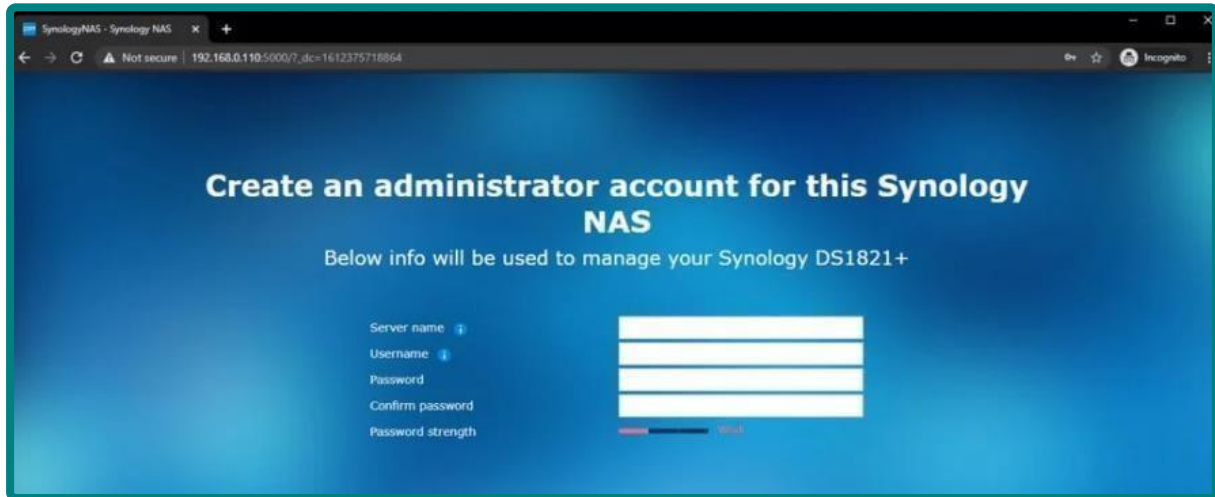 SynologyNAS - Synology NAS
Not secure 192.168.0.110:5000/?_dc=1612375718864
Incognito
Create an administrator account for this Synology
NAS
Below info will be used to manage your Synology DS1821+
Server name
Username
Password
Confirm password
Password strength Weak